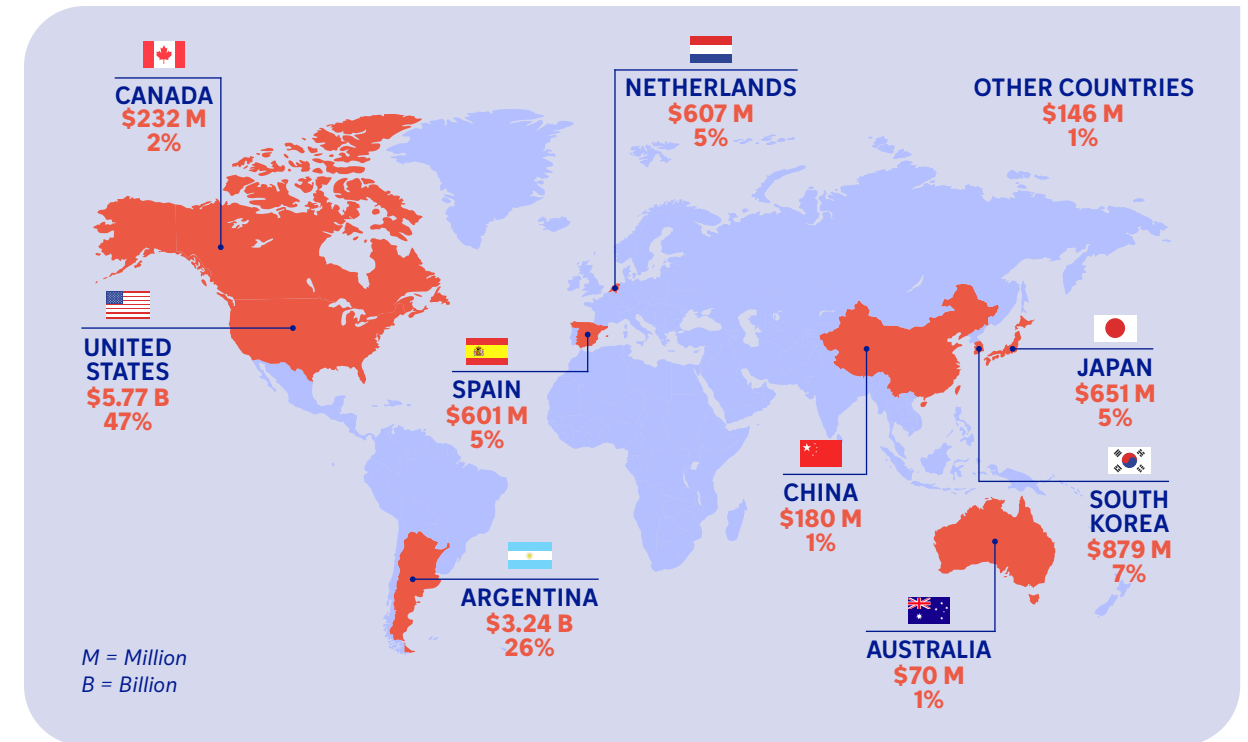 CANADA
$232 M
2%
NETHERLANDS
$607 M
5%
OTHER COUNTRIES
$146 M
1%
UNITED
STATES
$5.77 B
47%
SPAIN
$601 M
5%
JAPAN
$651 M
5%
CHINA
$180 M
1%
SOUTH
KOREA
$879 M
7%
ARGENTINA
$3.24 B
26%
AUSTRALIA
$70 M
1%
M = Million
B = Billion